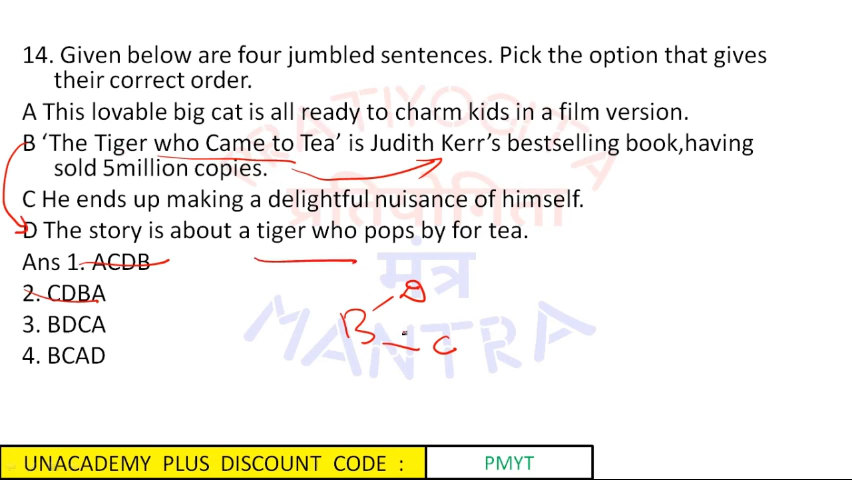 14. Given below are four jumbled sentences. Pick the option that gives
their correct order.
A This lovable big cat is all ready to charm kids in a film version.
B ‘The Tiger who Came to Tea’ is Judith Kerr’s bestselling book,having
sold 5million copies.
C He ends up making a delightful nuisance of himself.
D The story is about a tiger who pops by for tea.
Ans 1. ACDB
2. CDBA
3. BDCA
4. BCAD
B D
C
PRATIYOGITA
प्रतियोगिता
मंत्र
MANTRA
UNACADEMY PLUS DISCOUNT CODE :
PMYT